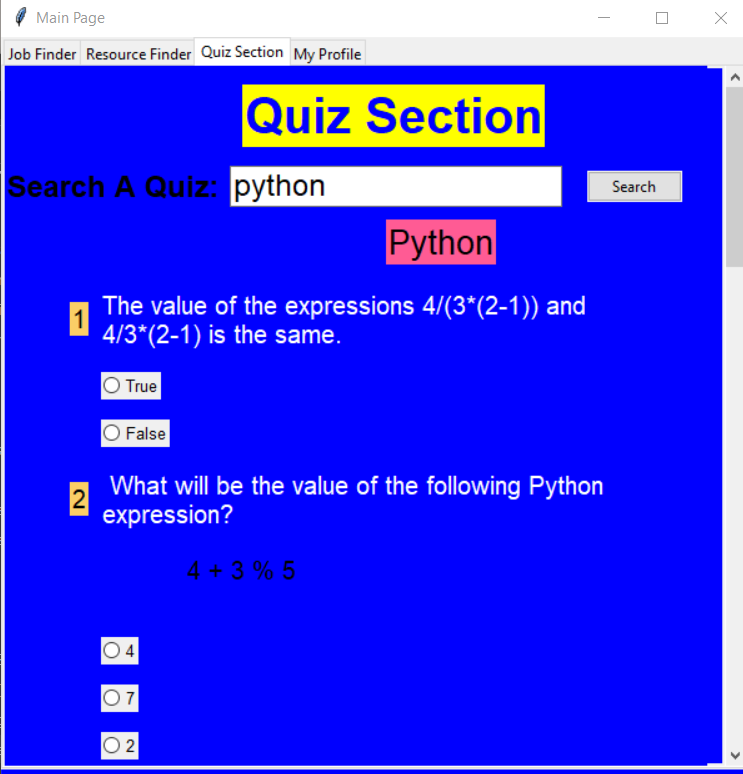 Main Page
Job Finder Resource Finder Quiz Section My Profile
Quiz Section
Search A Quiz: python Search
Python
1 The value of the expressions 4/(3*(2-1)) and
4/3*(2-1) is the same.
True
False
2 What will be the value of the following Python
expression?
4 + 3 % 5
4
7
2